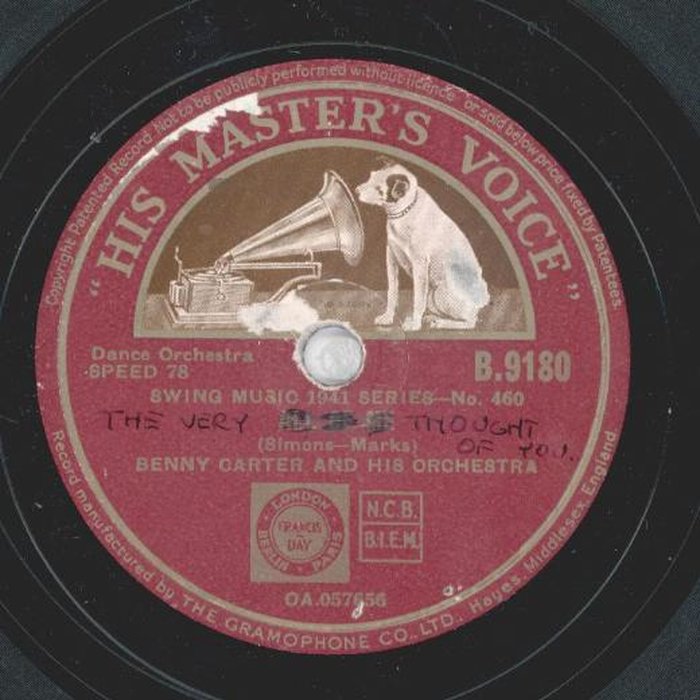 Copyright Patented Record Not to be publicly performed without licence or sold below price fixed by Patentees
"HIS MASTER'S VOICE"
Dance Orchestra
SPEED 78
B.9180
SWING MUSIC 1941 SERIES—No. 460
THE VERY THOUGHT
OF YOU.
(Simons—Marks)
BENNY CARTER AND HIS ORCHESTRA
LONDON
FRANCIS
DAY
BERLIN PARIS
N.C.B.
B.I.E.M.
OA.057656
Record manufactured by THE GRAMOPHONE CO., LTD., Hayes, Middlesex, England